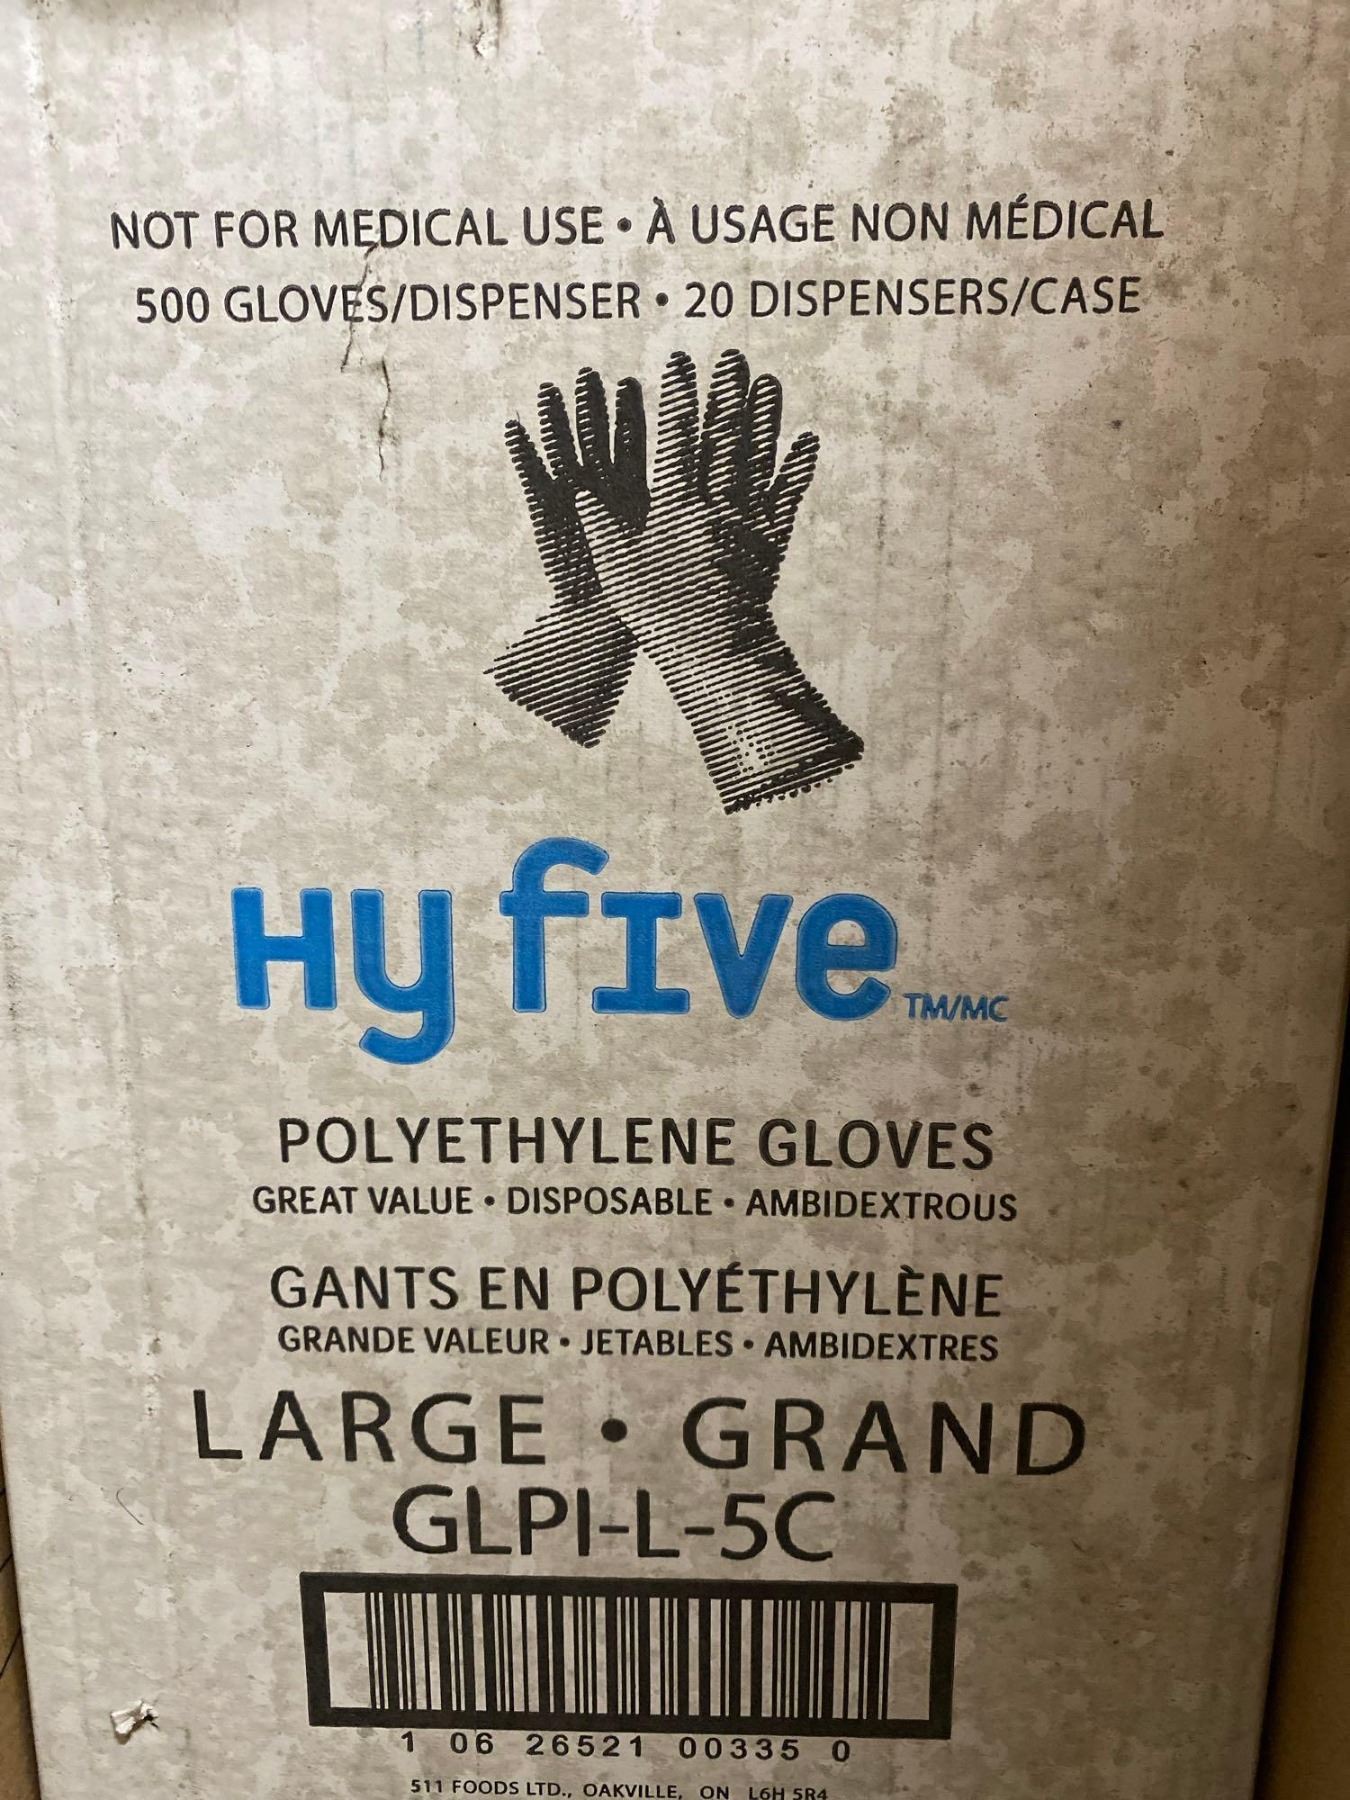 NOT FOR MEDICAL USE • À USAGE NON MÉDICAL
500 GLOVES/DISPENSER • 20 DISPENSERS/CASE
Hy five TM/MC
POLYETHYLENE GLOVES
GREAT VALUE • DISPOSABLE • AMBIDEXTROUS
GANTS EN POLYÉTHYLÈNE
GRANDE VALEUR • JETABLES • AMBIDEXTRES
LARGE • GRAND
GLPI-L-5C
1 06 26521 00335 0
511 FOODS LTD., OAKVILLE, ON L6H 5R4